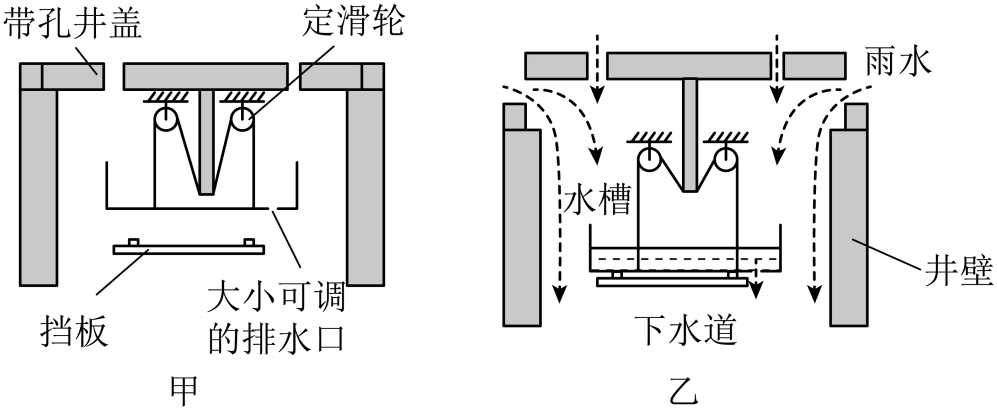 带孔井盖
定滑轮
挡板
大小可调
的排水口
甲
雨水
水槽
井壁
下水道
乙